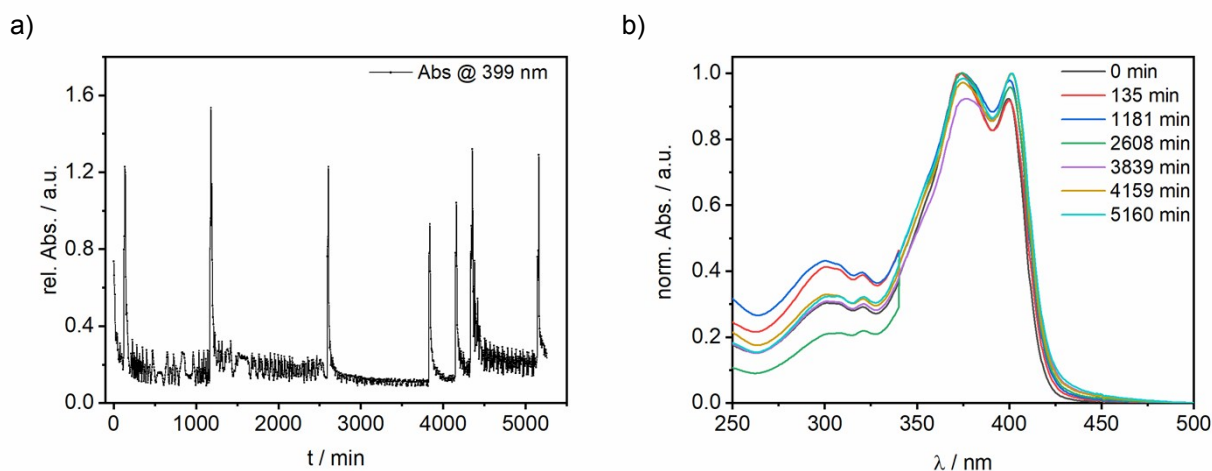 a)
Abs @ 399 nm
rel. Abs. / a.u.
1.6
1.2
0.8
0.4
0.0
0 1000 2000 3000 4000 5000
t / min
b)
0 min
135 min
1181 min
2608 min
3839 min
4159 min
5160 min
norm. Abs. / a.u.
1.0
0.8
0.6
0.4
0.2
0.0
250 300 350 400 450 500
λ / nm